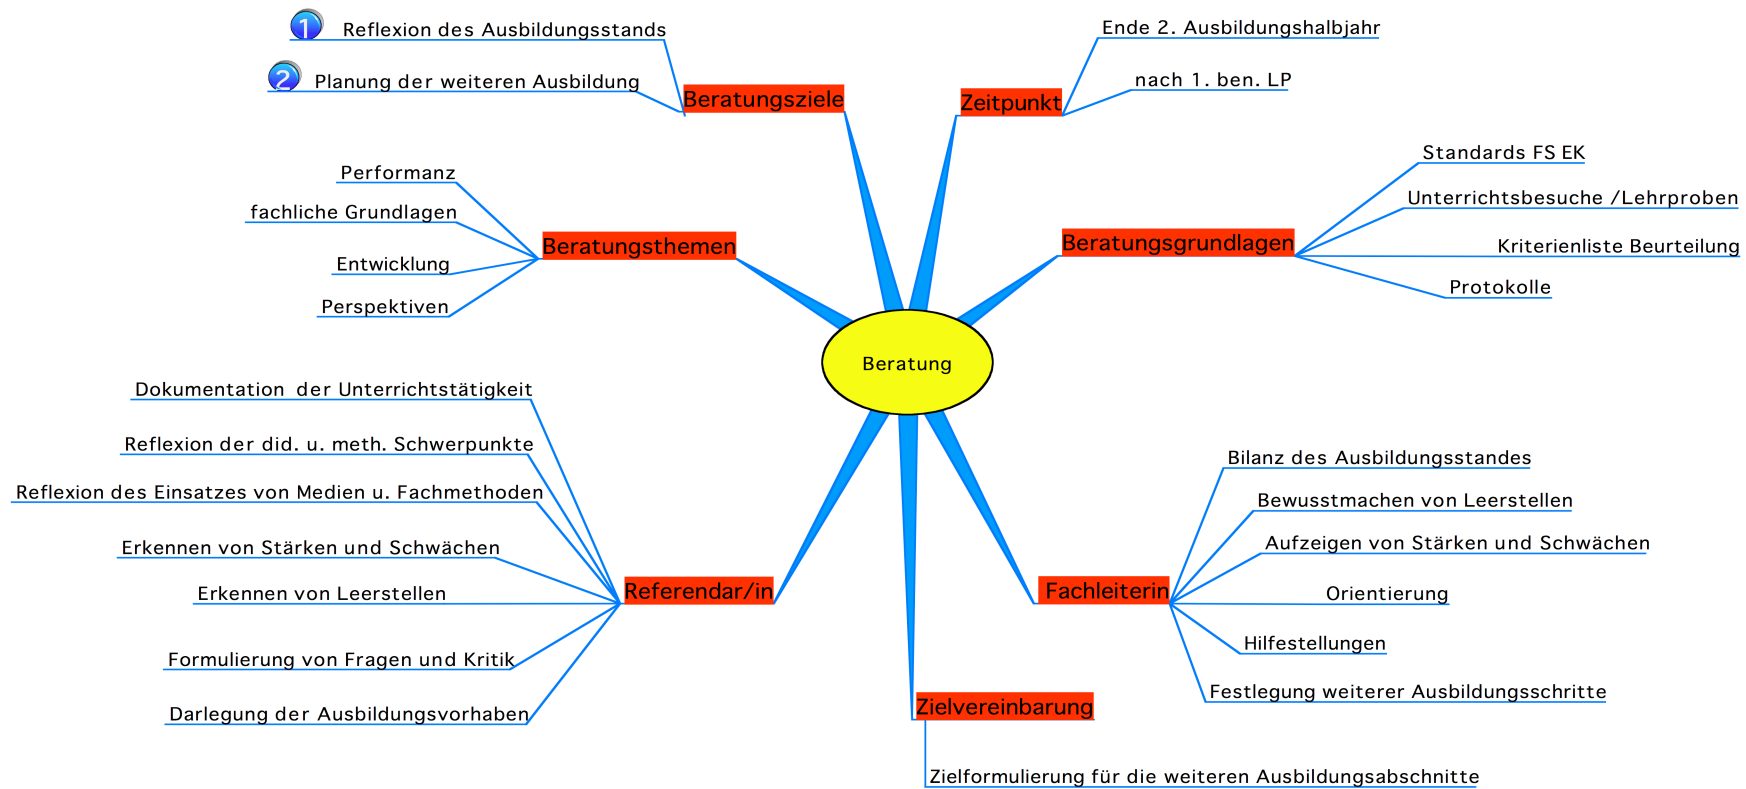 1 Reflexion des Ausbildungsstands
2 Planung der weiteren Ausbildung
Beratungsziele
Ende 2. Ausbildungshalbjahr
nach 1. ben. LP
Zeitpunkt
Performanz
fachliche Grundlagen
Entwicklung
Perspektiven
Beratungsthemen
Standards FS EK
Unterrichtsbesuche /Lehrproben
Kriterienliste Beurteilung
Protokolle
Beratungsgrundlagen
Beratung
Dokumentation der Unterrichtstätigkeit
Reflexion der did. u. meth. Schwerpunkte
Reflexion des Einsatzes von Medien u. Fachmethoden
Erkennen von Stärken und Schwächen
Erkennen von Leerstellen
Formulierung von Fragen und Kritik
Darlegung der Ausbildungsvorhaben
Referendar/in
Bilanz des Ausbildungsstandes
Bewusstmachen von Leerstellen
Aufzeigen von Stärken und Schwächen
Orientierung
Hilfestellungen
Festlegung weiterer Ausbildungsschritte
Fachleiterin
Zielvereinbarung
Zielformulierung für die weiteren Ausbildungsabschnitte